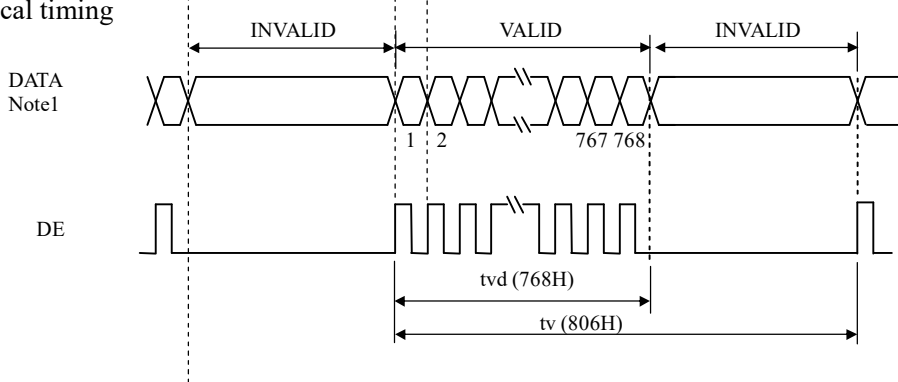 cal timing
INVALID VALID INVALID
DATA
Note1
1 2 767 768
DE
tvd (768H)
tv (806H)